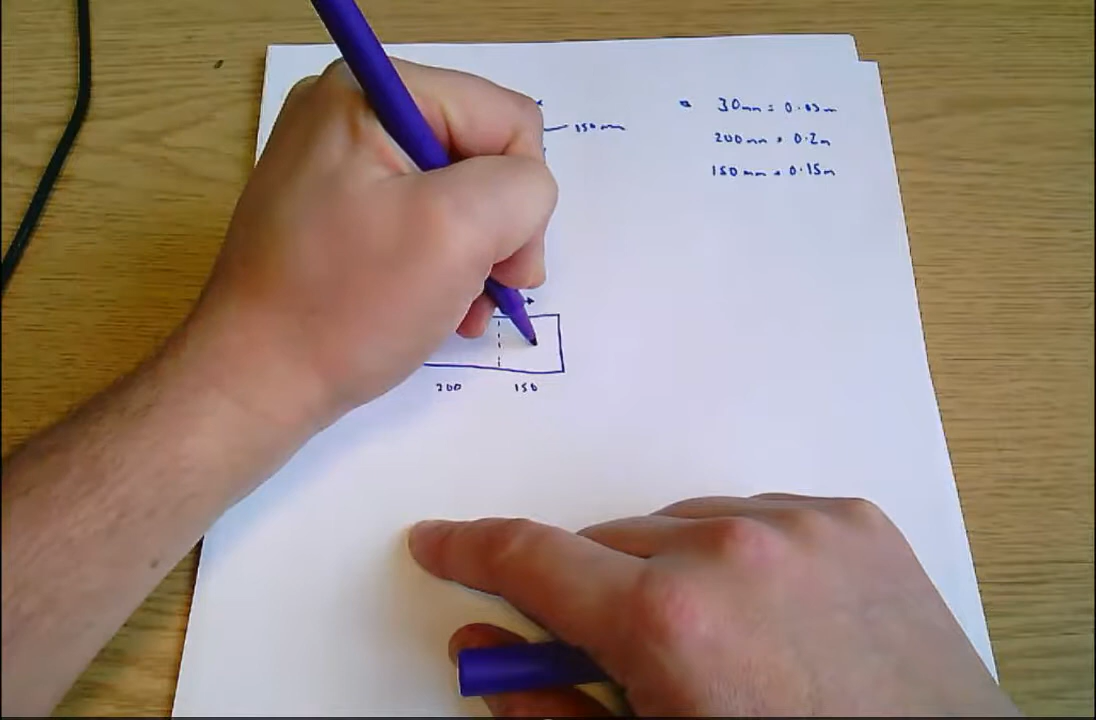 30mm = 0.03m
150mm
200mm = 0.2m
150mm = 0.15m
200 150